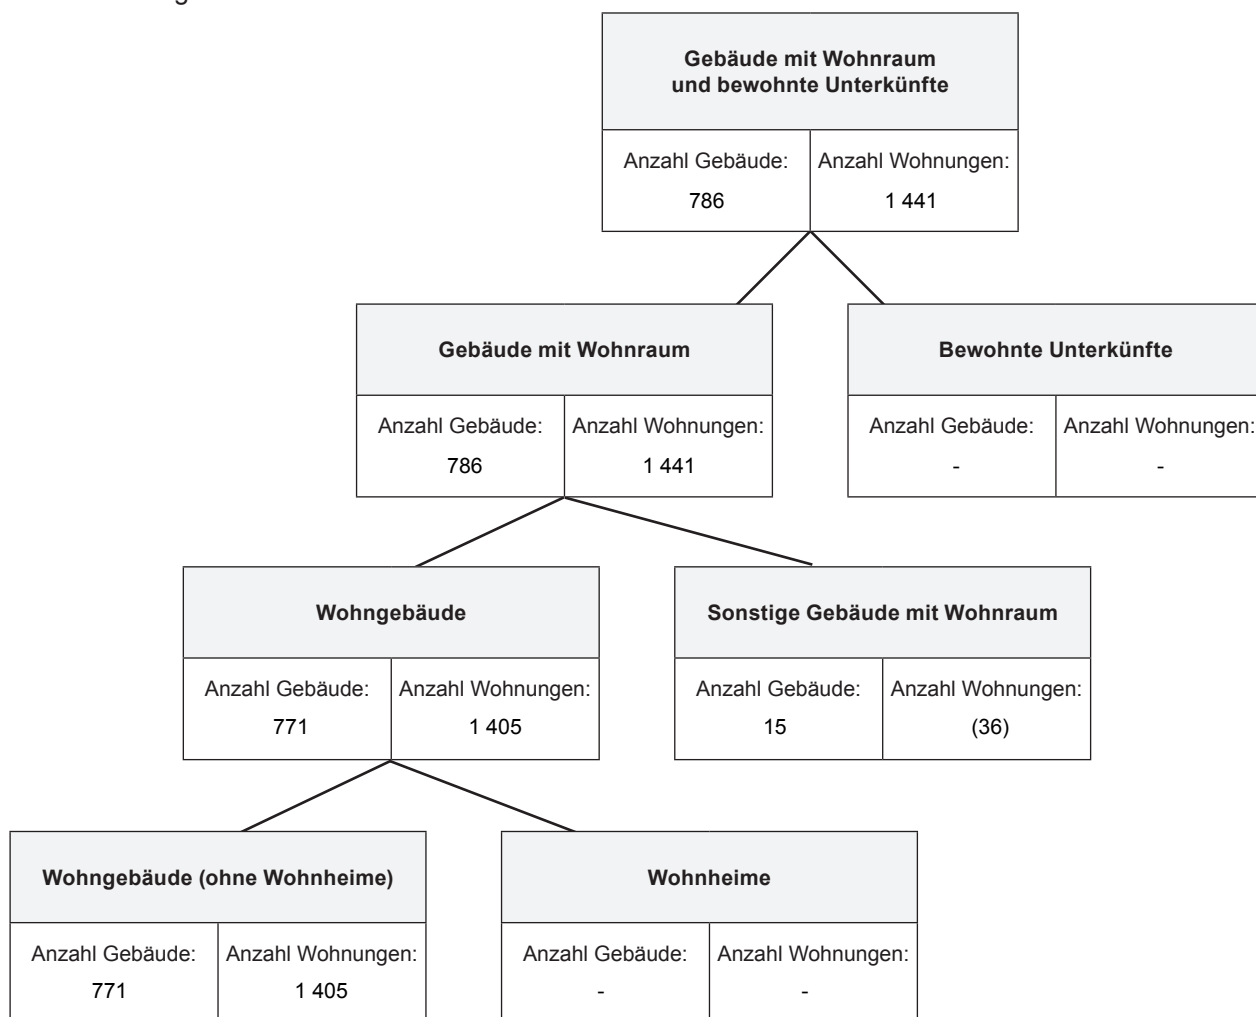 Gebäude mit Wohnraum
und bewohnte Unterkünfte
Anzahl Gebäude:
786
Anzahl Wohnungen:
1 441
Gebäude mit Wohnraum
Anzahl Gebäude:
786
Anzahl Wohnungen:
1 441
Bewohnte Unterkünfte
Anzahl Gebäude:
-
Anzahl Wohnungen:
-
Wohngebäude
Anzahl Gebäude:
771
Anzahl Wohnungen:
1 405
Sonstige Gebäude mit Wohnraum
Anzahl Gebäude:
15
Anzahl Wohnungen:
(36)
Wohngebäude (ohne Wohnheime)
Anzahl Gebäude:
771
Anzahl Wohnungen:
1 405
Wohnheime
Anzahl Gebäude:
-
Anzahl Wohnungen:
-